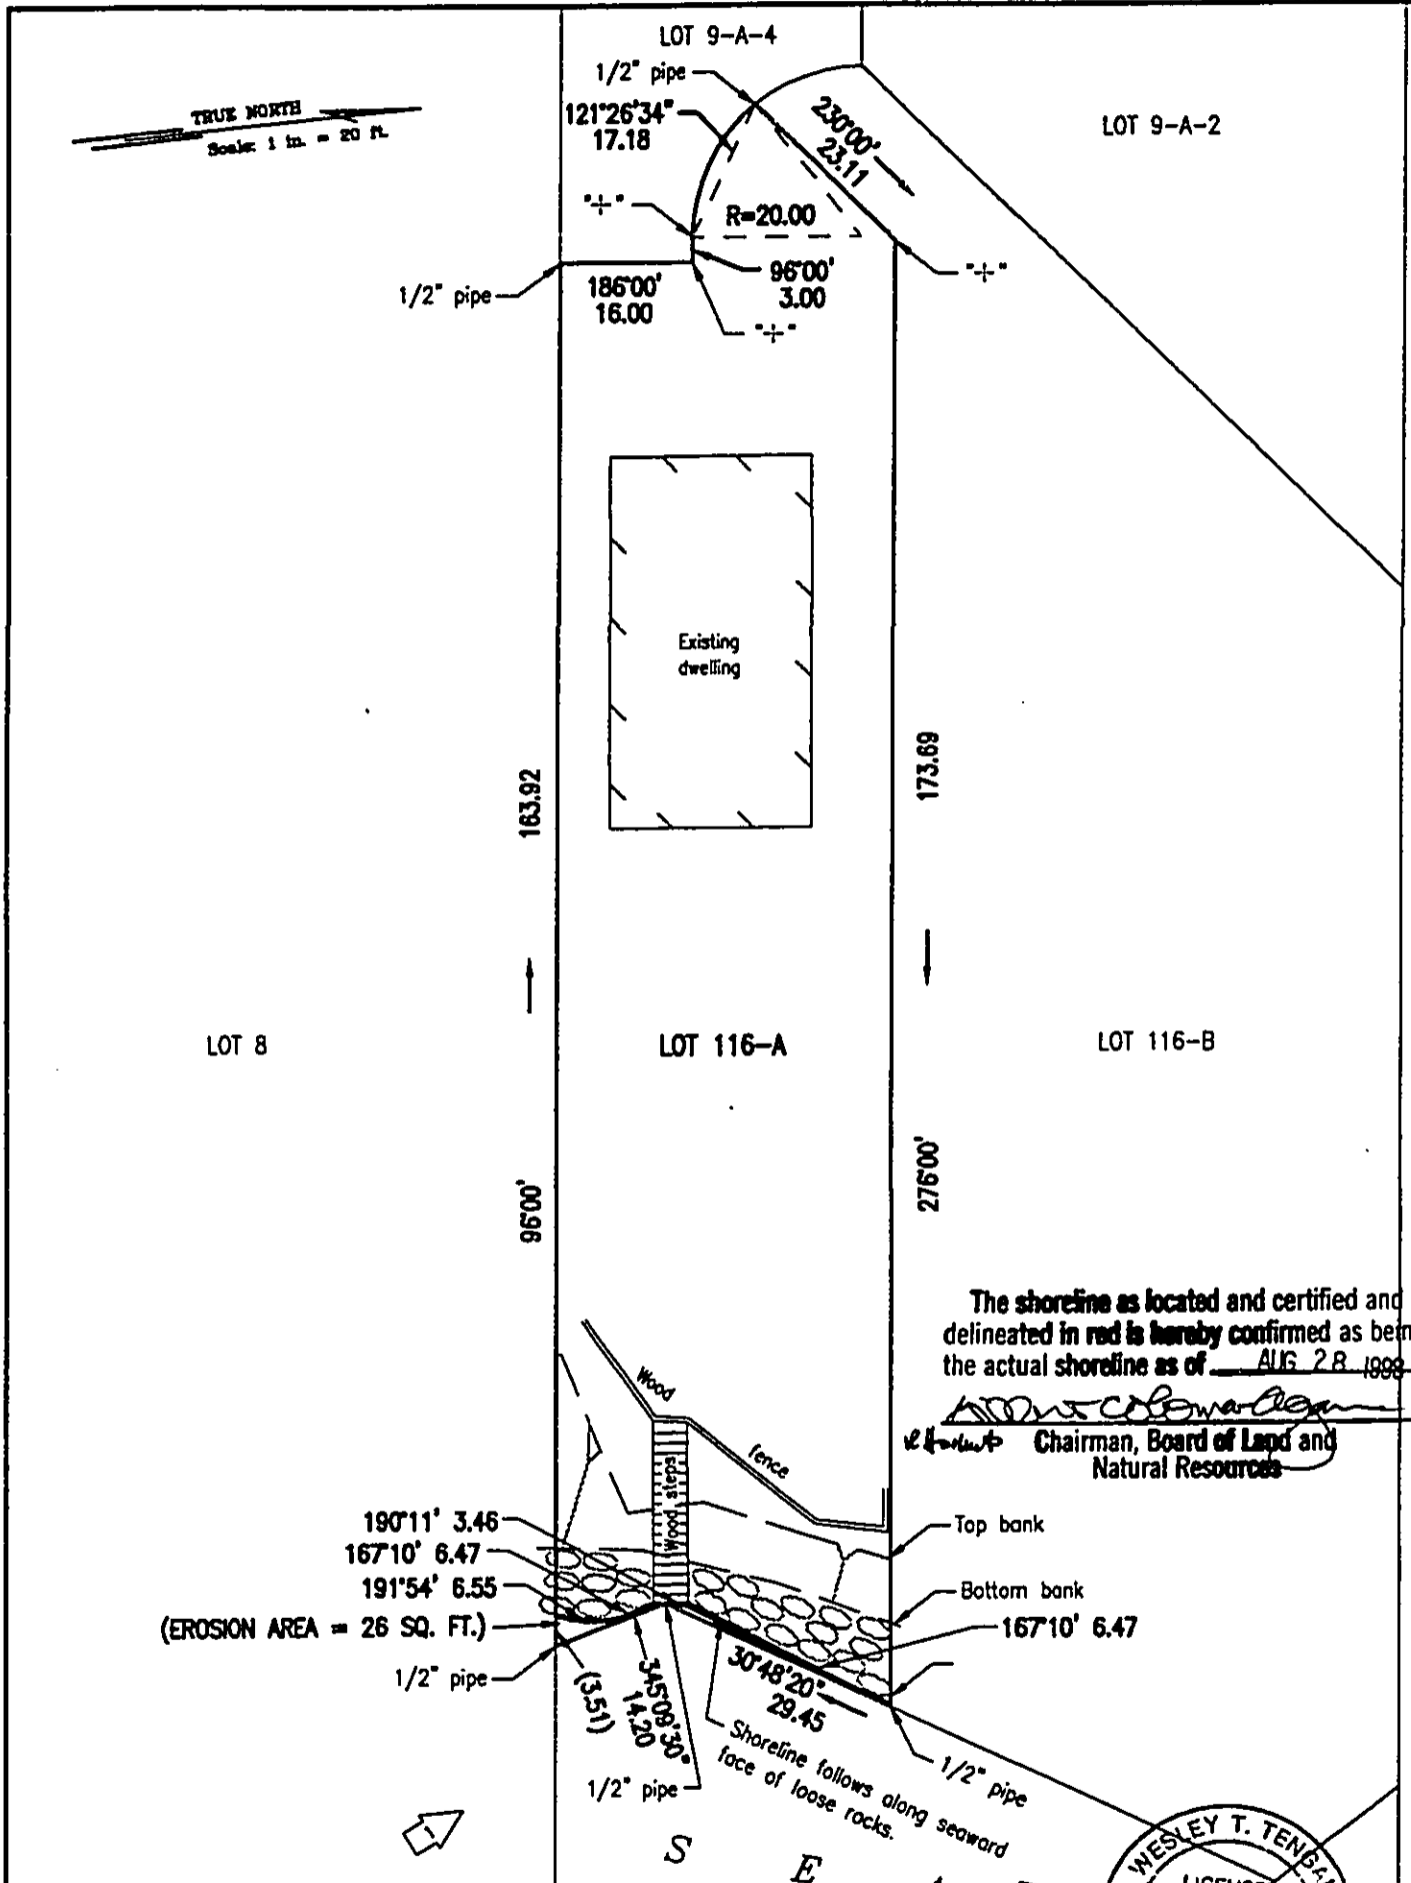 LOT 9-A-4
1/2" pipe
TRUE NORTH
Scale: 1 in. = 20 ft.
121°26'34"
17.18
230°00'
23.11
LOT 9-A-2
"+"
R=20.00
"+"
1/2" pipe
186°00'
16.00
96°00'
3.00
"+"
Existing
dwelling
163.92
173.69
LOT 8
LOT 116-A
LOT 116-B
96°00'
276°00'
The shoreline as located and certified and
delineated in red is hereby confirmed as bein
the actual shoreline as of AUG 28 1998
Chairman, Board of Land and
Natural Resources
Wood
fence
Wood steps
190°11' 3.46
167°10' 6.47
191°54' 6.55
(EROSION AREA = 26 SQ. FT.)
1/2" pipe
Top bank
Bottom bank
167°10' 6.47
(3.51)
345°09'30"
14.20
30°48'20"
29.45
1/2" pipe
1/2" pipe
Shoreline follows along seaward
face of loose rocks.
S E
WESLEY T. TENGA